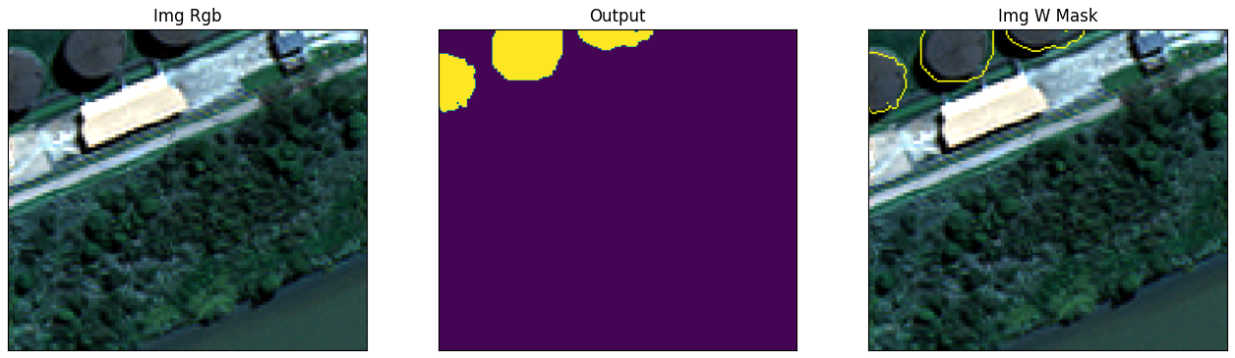 Img Rgb
Output
Img W Mask